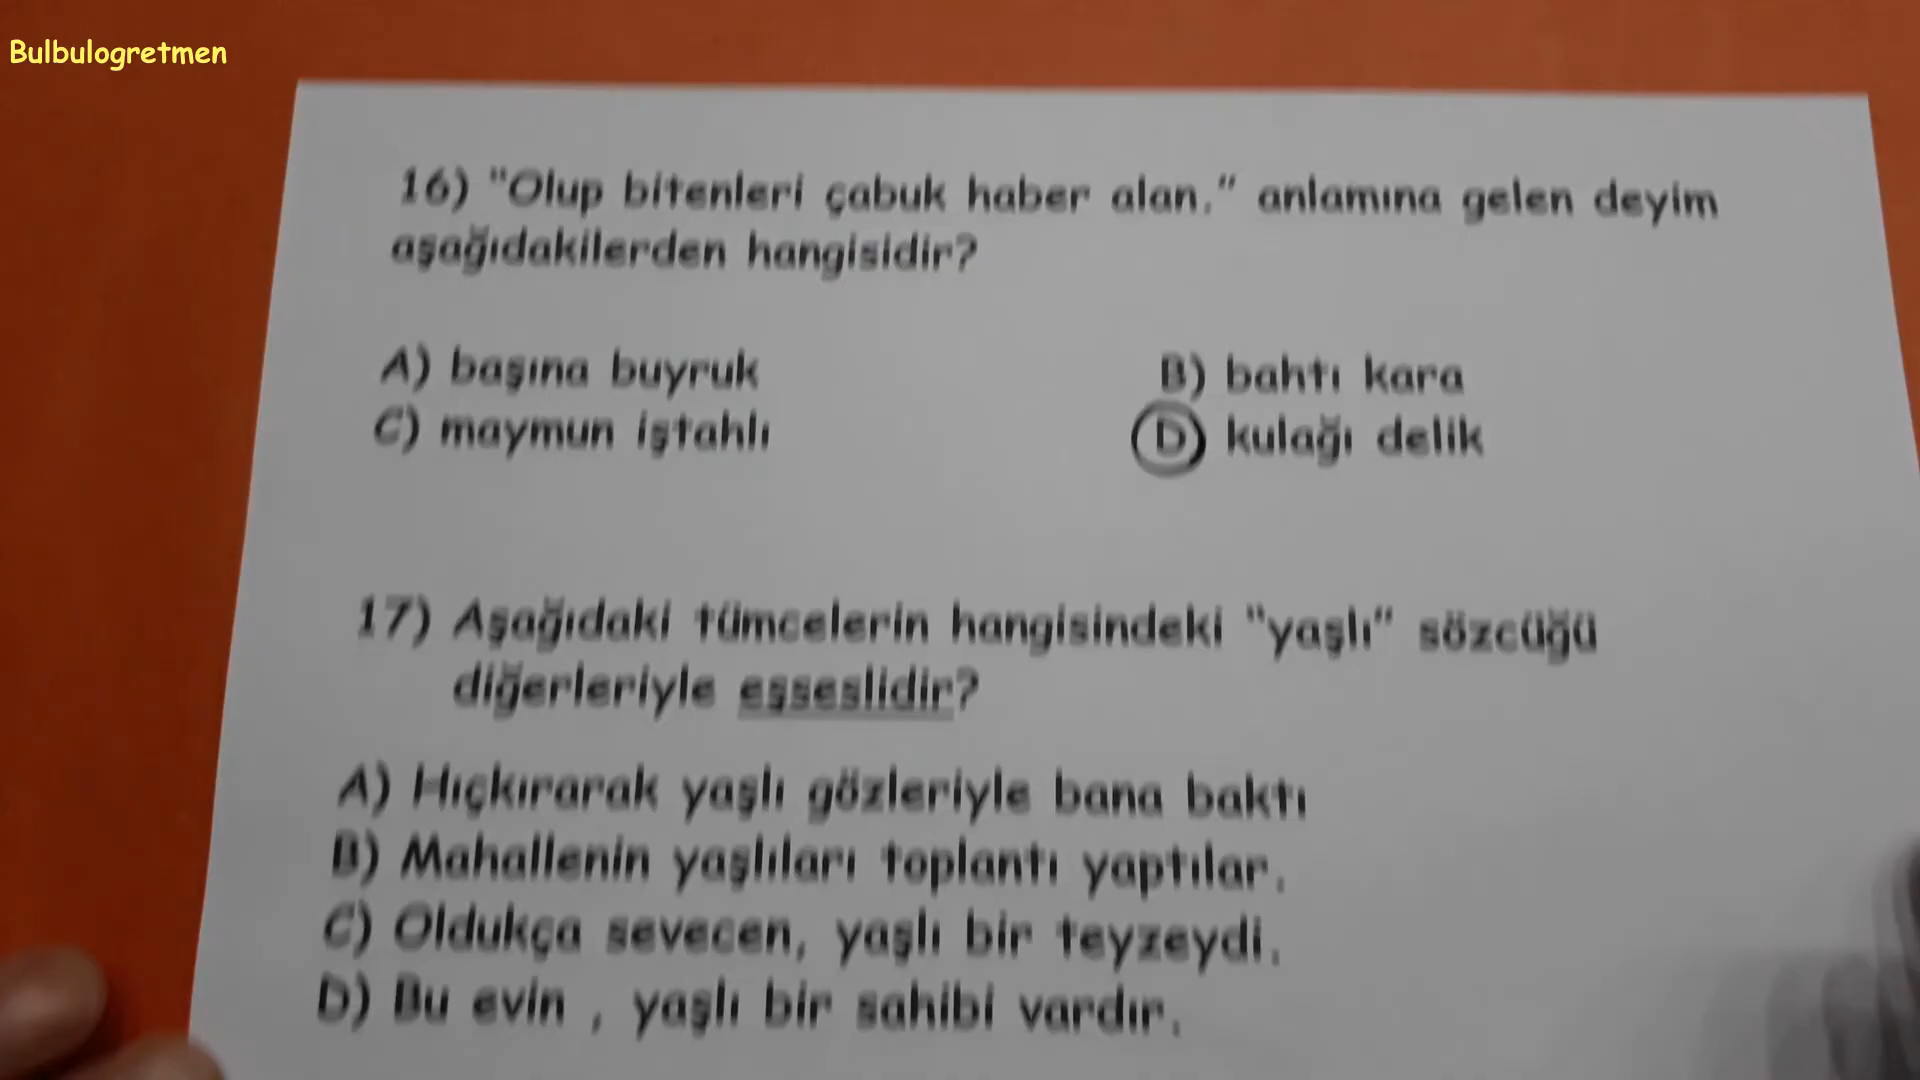 Bulbulogretmen
16) "Olup bitenleri çabuk haber alan." anlamına gelen deyim
aşağıdakilerden hangisidir?
A) başına buyruk B) bahtı kara
C) maymun iştahlı D) kulağı delik
17) Aşağıdaki tümcelerin hangisindeki "yaşlı" sözcüğü
diğerleriyle eşseslidir?
A) Hıçkırarak yaşlı gözleriyle bana baktı
B) Mahallenin yaşlıları toplantı yaptılar.
C) Oldukça sevecen, yaşlı bir teyzeydi.
D) Bu evin , yaşlı bir sahibi vardır.